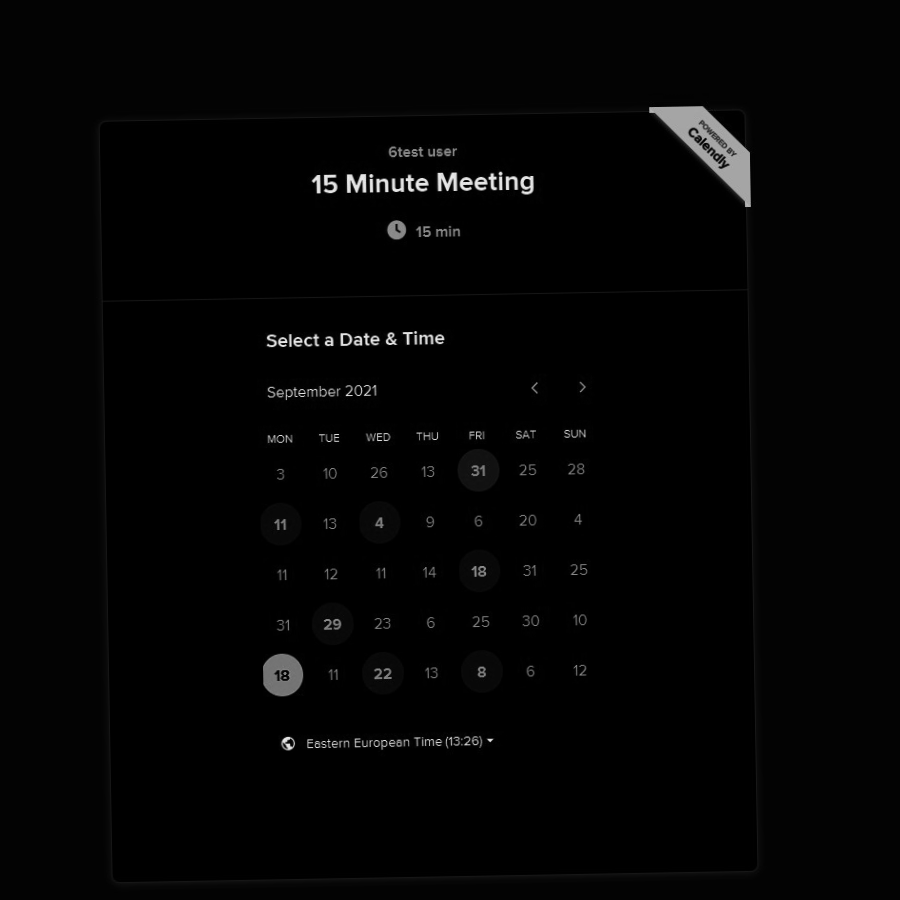 POWERED BY
Calendly
6test user
15 Minute Meeting
15 min
Select a Date & Time
September 2021
MON TUE WED THU FRI SAT SUN
3 10 26 13 31 25 28
11 13 4 9 6 20 4
11 12 11 14 18 31 25
31 29 23 6 25 30 10
18 11 22 13 8 6 12
Eastern European Time (13:26)